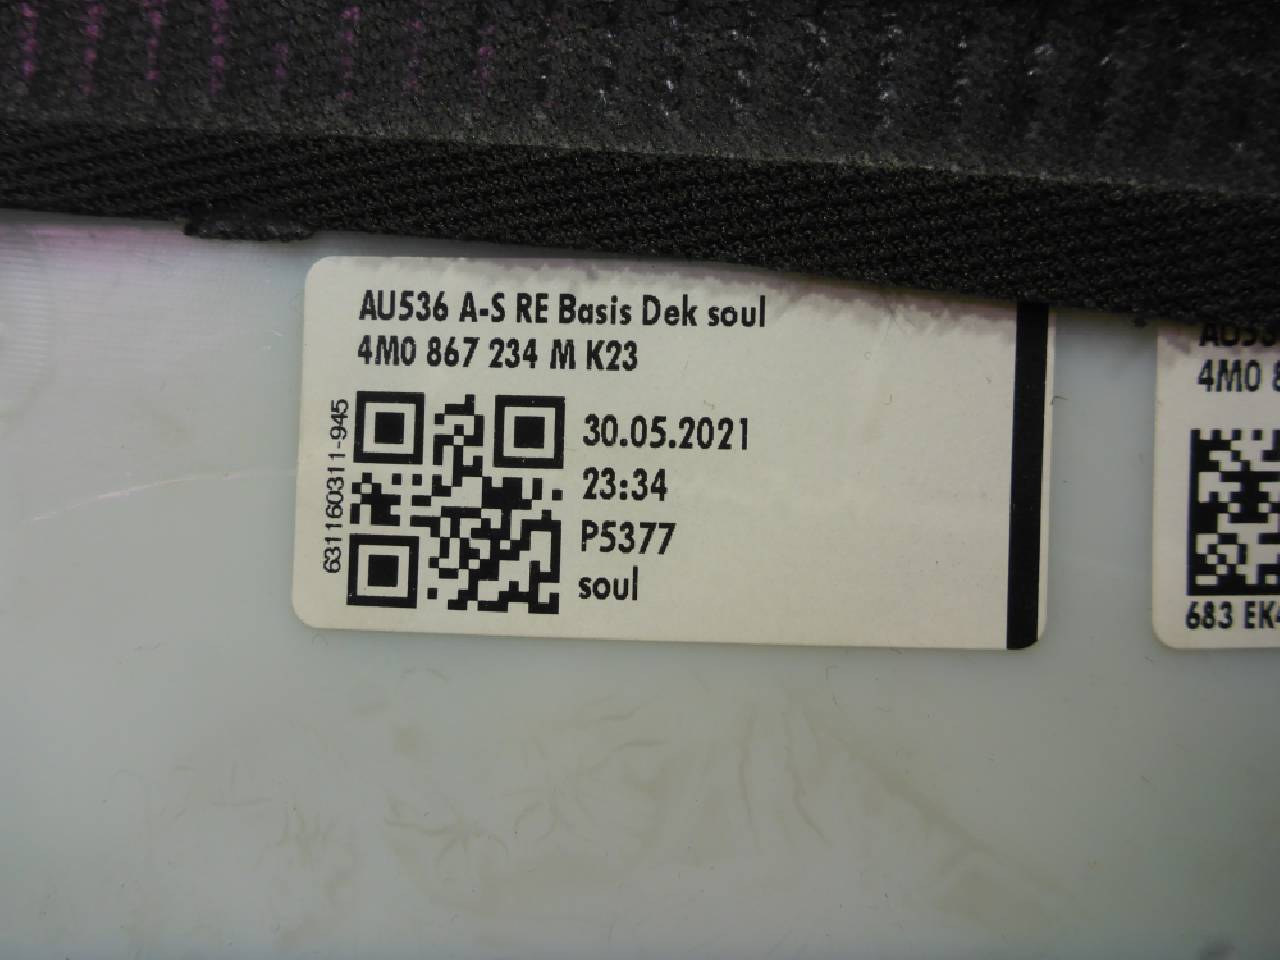 AU536 A-S RE Basis Dek soul
4M0 867 234 M K23
631160311-945
30.05.2021
23:34
P5377
soul
4M0 8
683 EK4